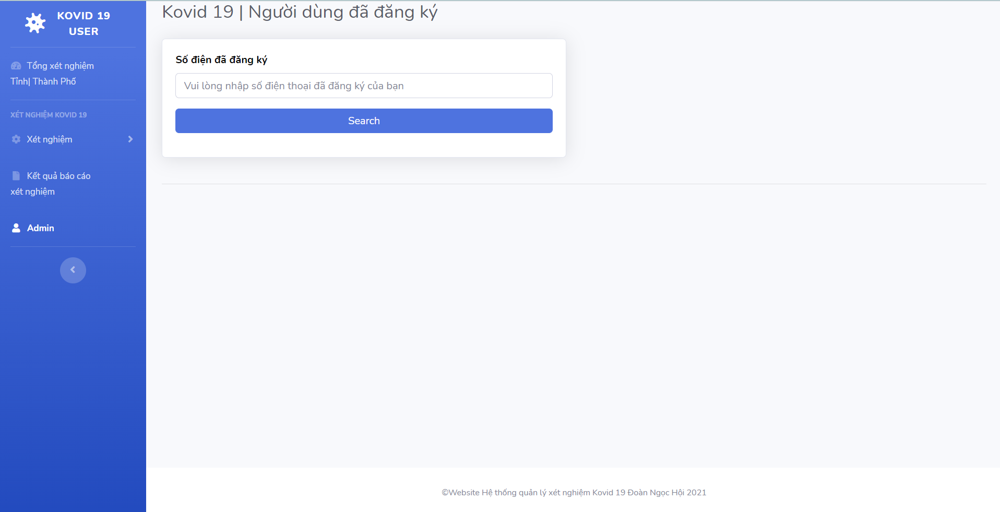 KOVID 19
USER
Tổng xét nghiệm
Tỉnh| Thành Phố
XÉT NGHIỆM KOVID 19
Xét nghiệm
Kết quả báo cáo
xét nghiệm
Admin
Kovid 19 | Người dùng đã đăng ký
Số điện đã đăng ký
Vui lòng nhập số điện thoại đã đăng ký của bạn
Search
©Website Hệ thống quản lý xét nghiệm Kovid 19 Đoàn Ngọc Hội 2021